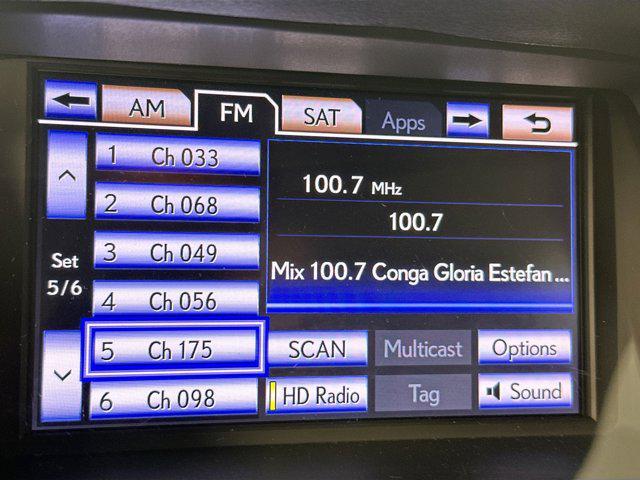 AM
FM
SAT
Apps
1 Ch 033
2 Ch 068
3 Ch 049
4 Ch 056
5 Ch 175
6 Ch 098
Set
5/6
100.7 MHz
100.7
Mix 100.7 Conga Gloria Estefan ...
SCAN
Multicast
Options
HD Radio
Tag
Sound